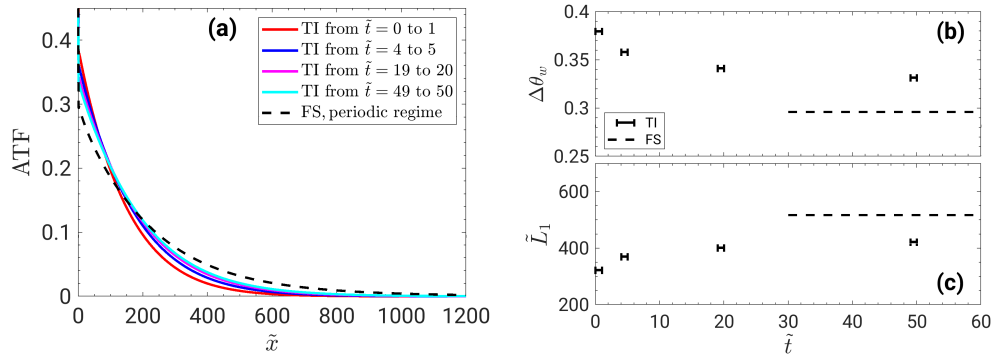 (a)
TI from t̃ = 0 to 1
TI from t̃ = 4 to 5
TI from t̃ = 19 to 20
TI from t̃ = 49 to 50
FS, periodic regime
0.4
0.3
0.2
0.1
0
ATF
0 200 400 600 800 1000 1200
x̃
(b)
0.4
0.35
0.3
0.25
Δθw
TI
FS
(c)
600
400
200
L̃1
0 10 20 30 40 50 60
t̃